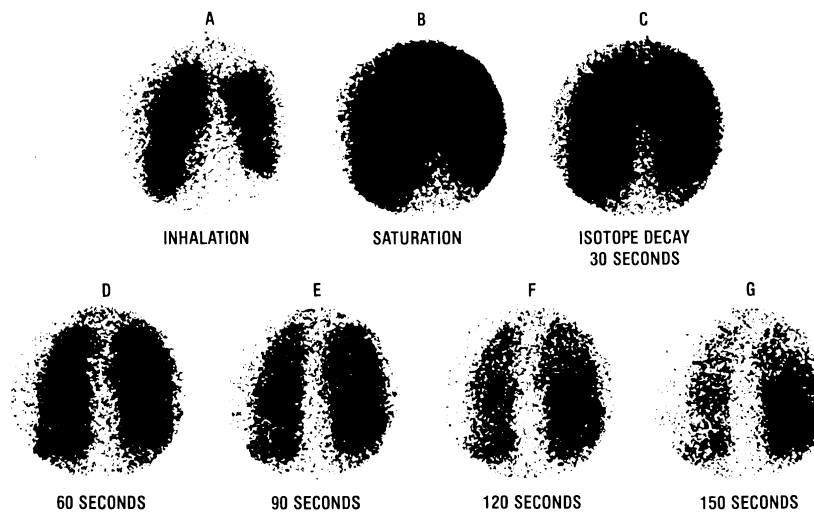 A B C
INHALATION SATURATION ISOTOPE DECAY
30 SECONDS
D E F G
60 SECONDS 90 SECONDS 120 SECONDS 150 SECONDS